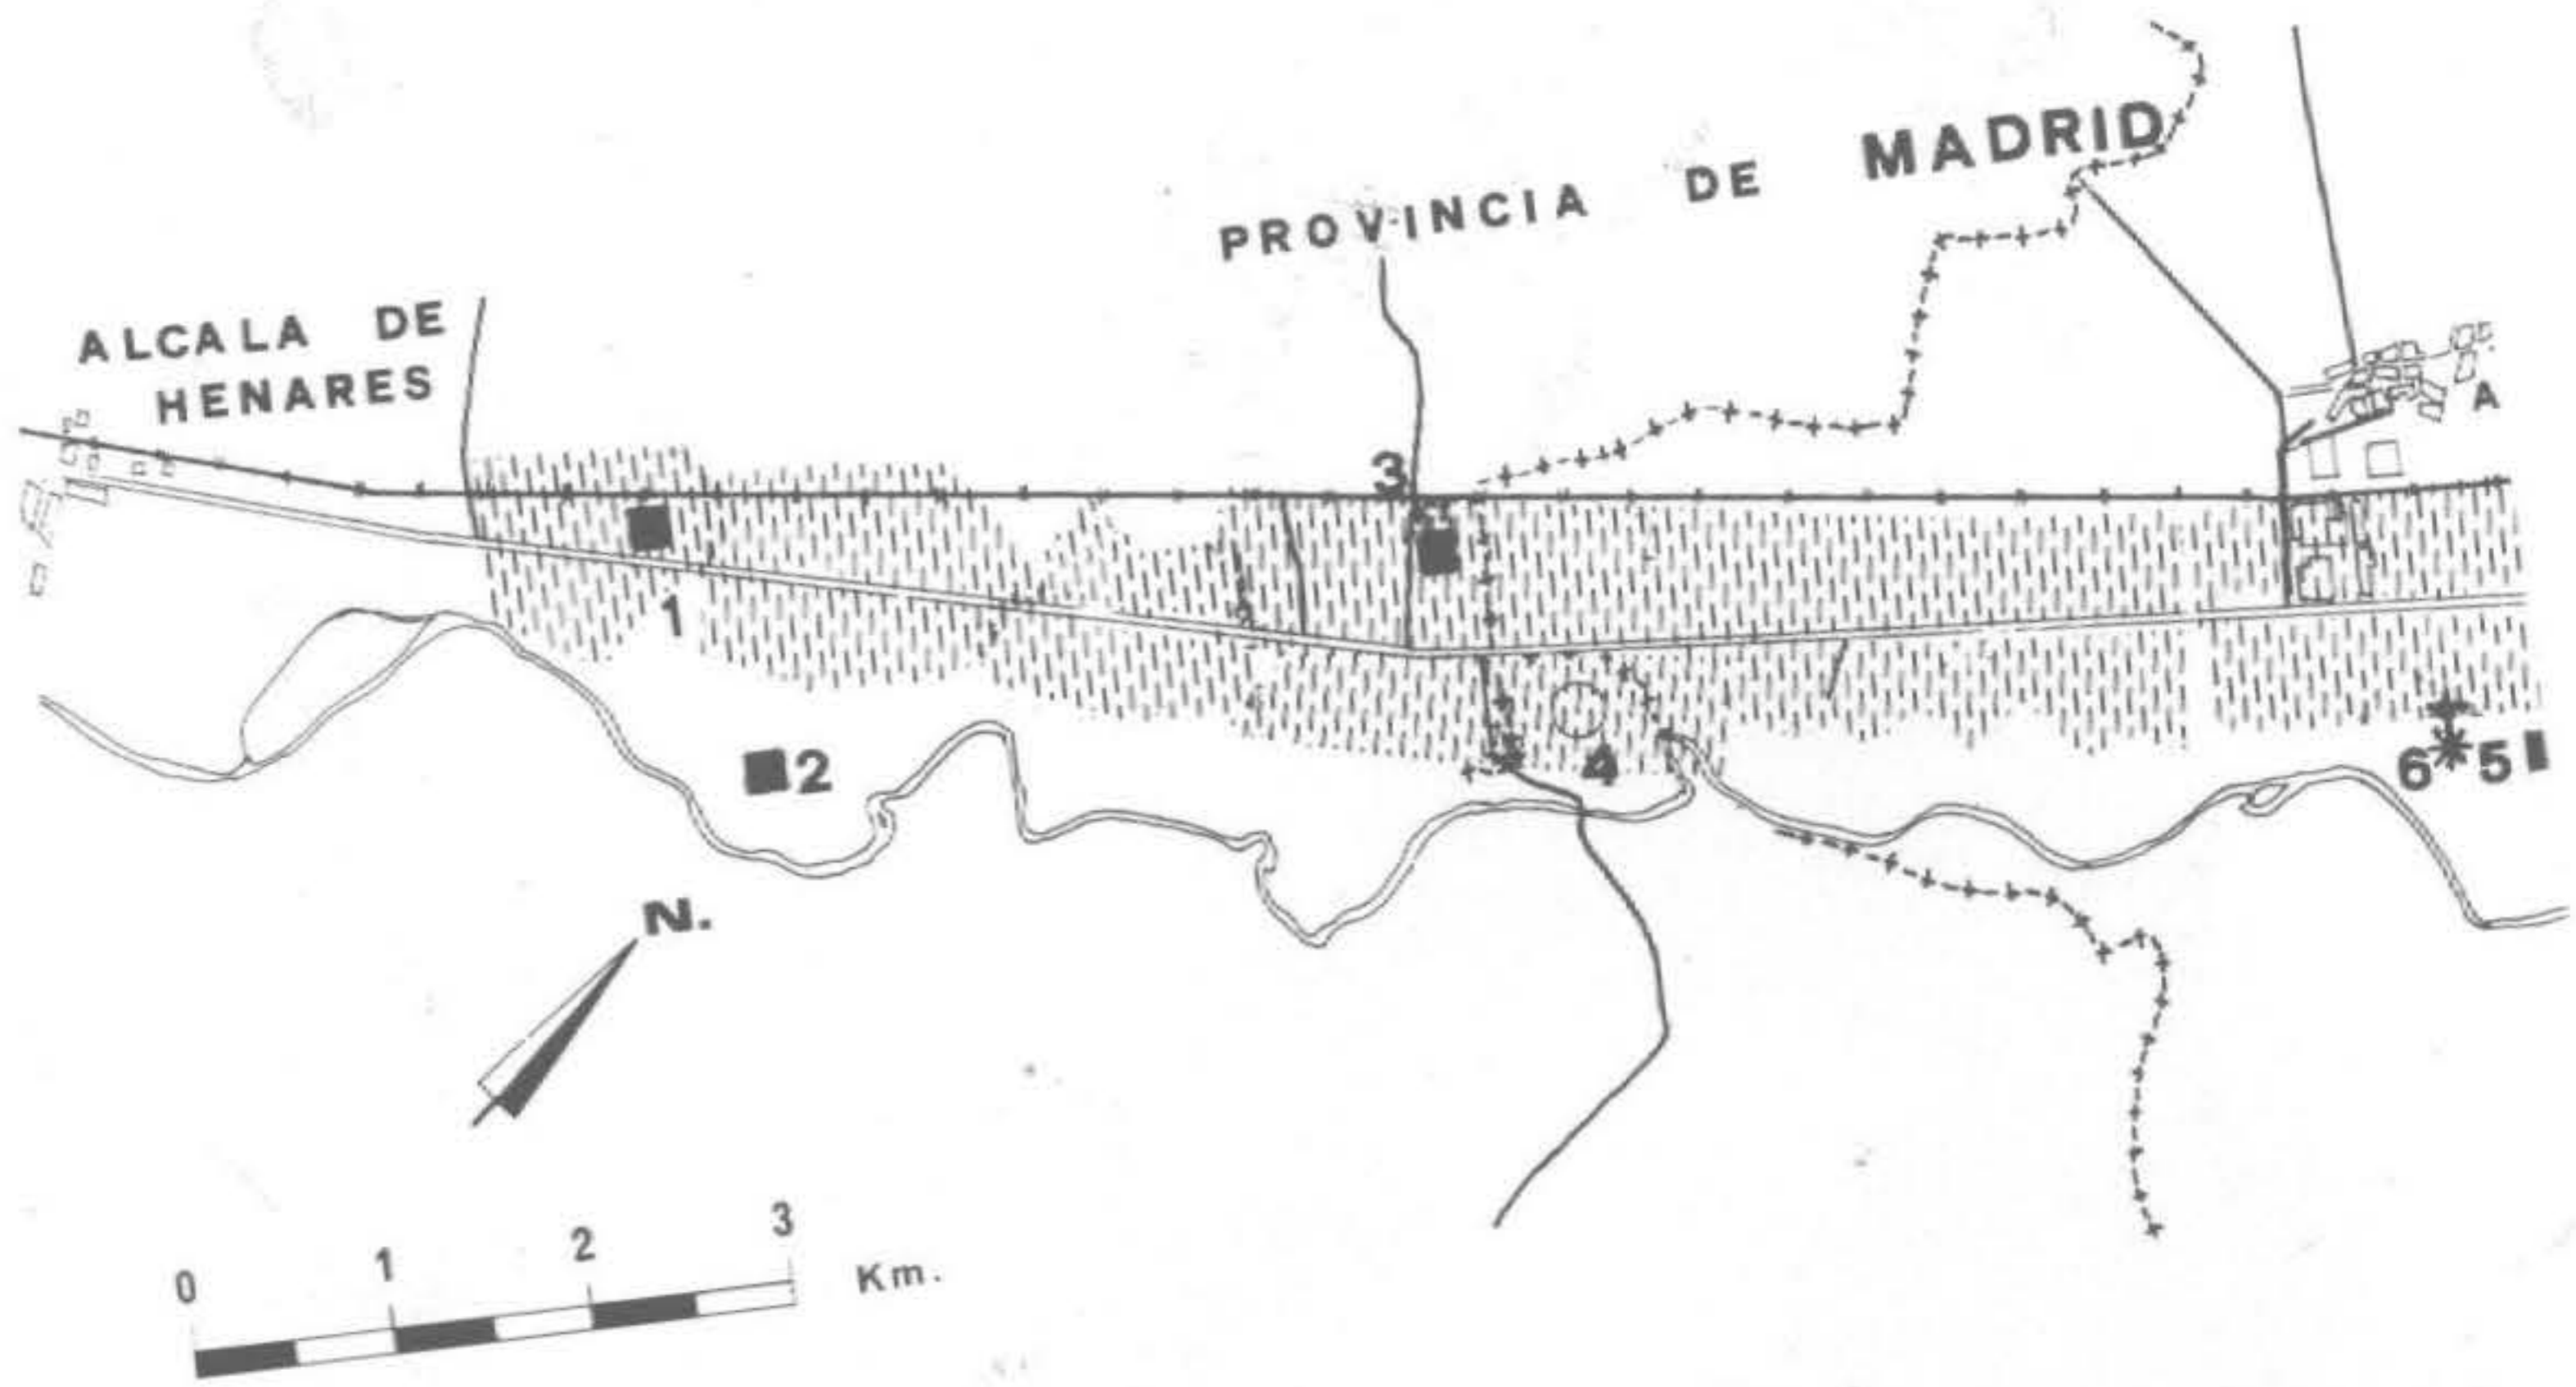 PROVINCIA DE MADRID
ALCALA DE
HENARES
A
3
1
2
4
6 5
N.
0 1 2 3
Km.